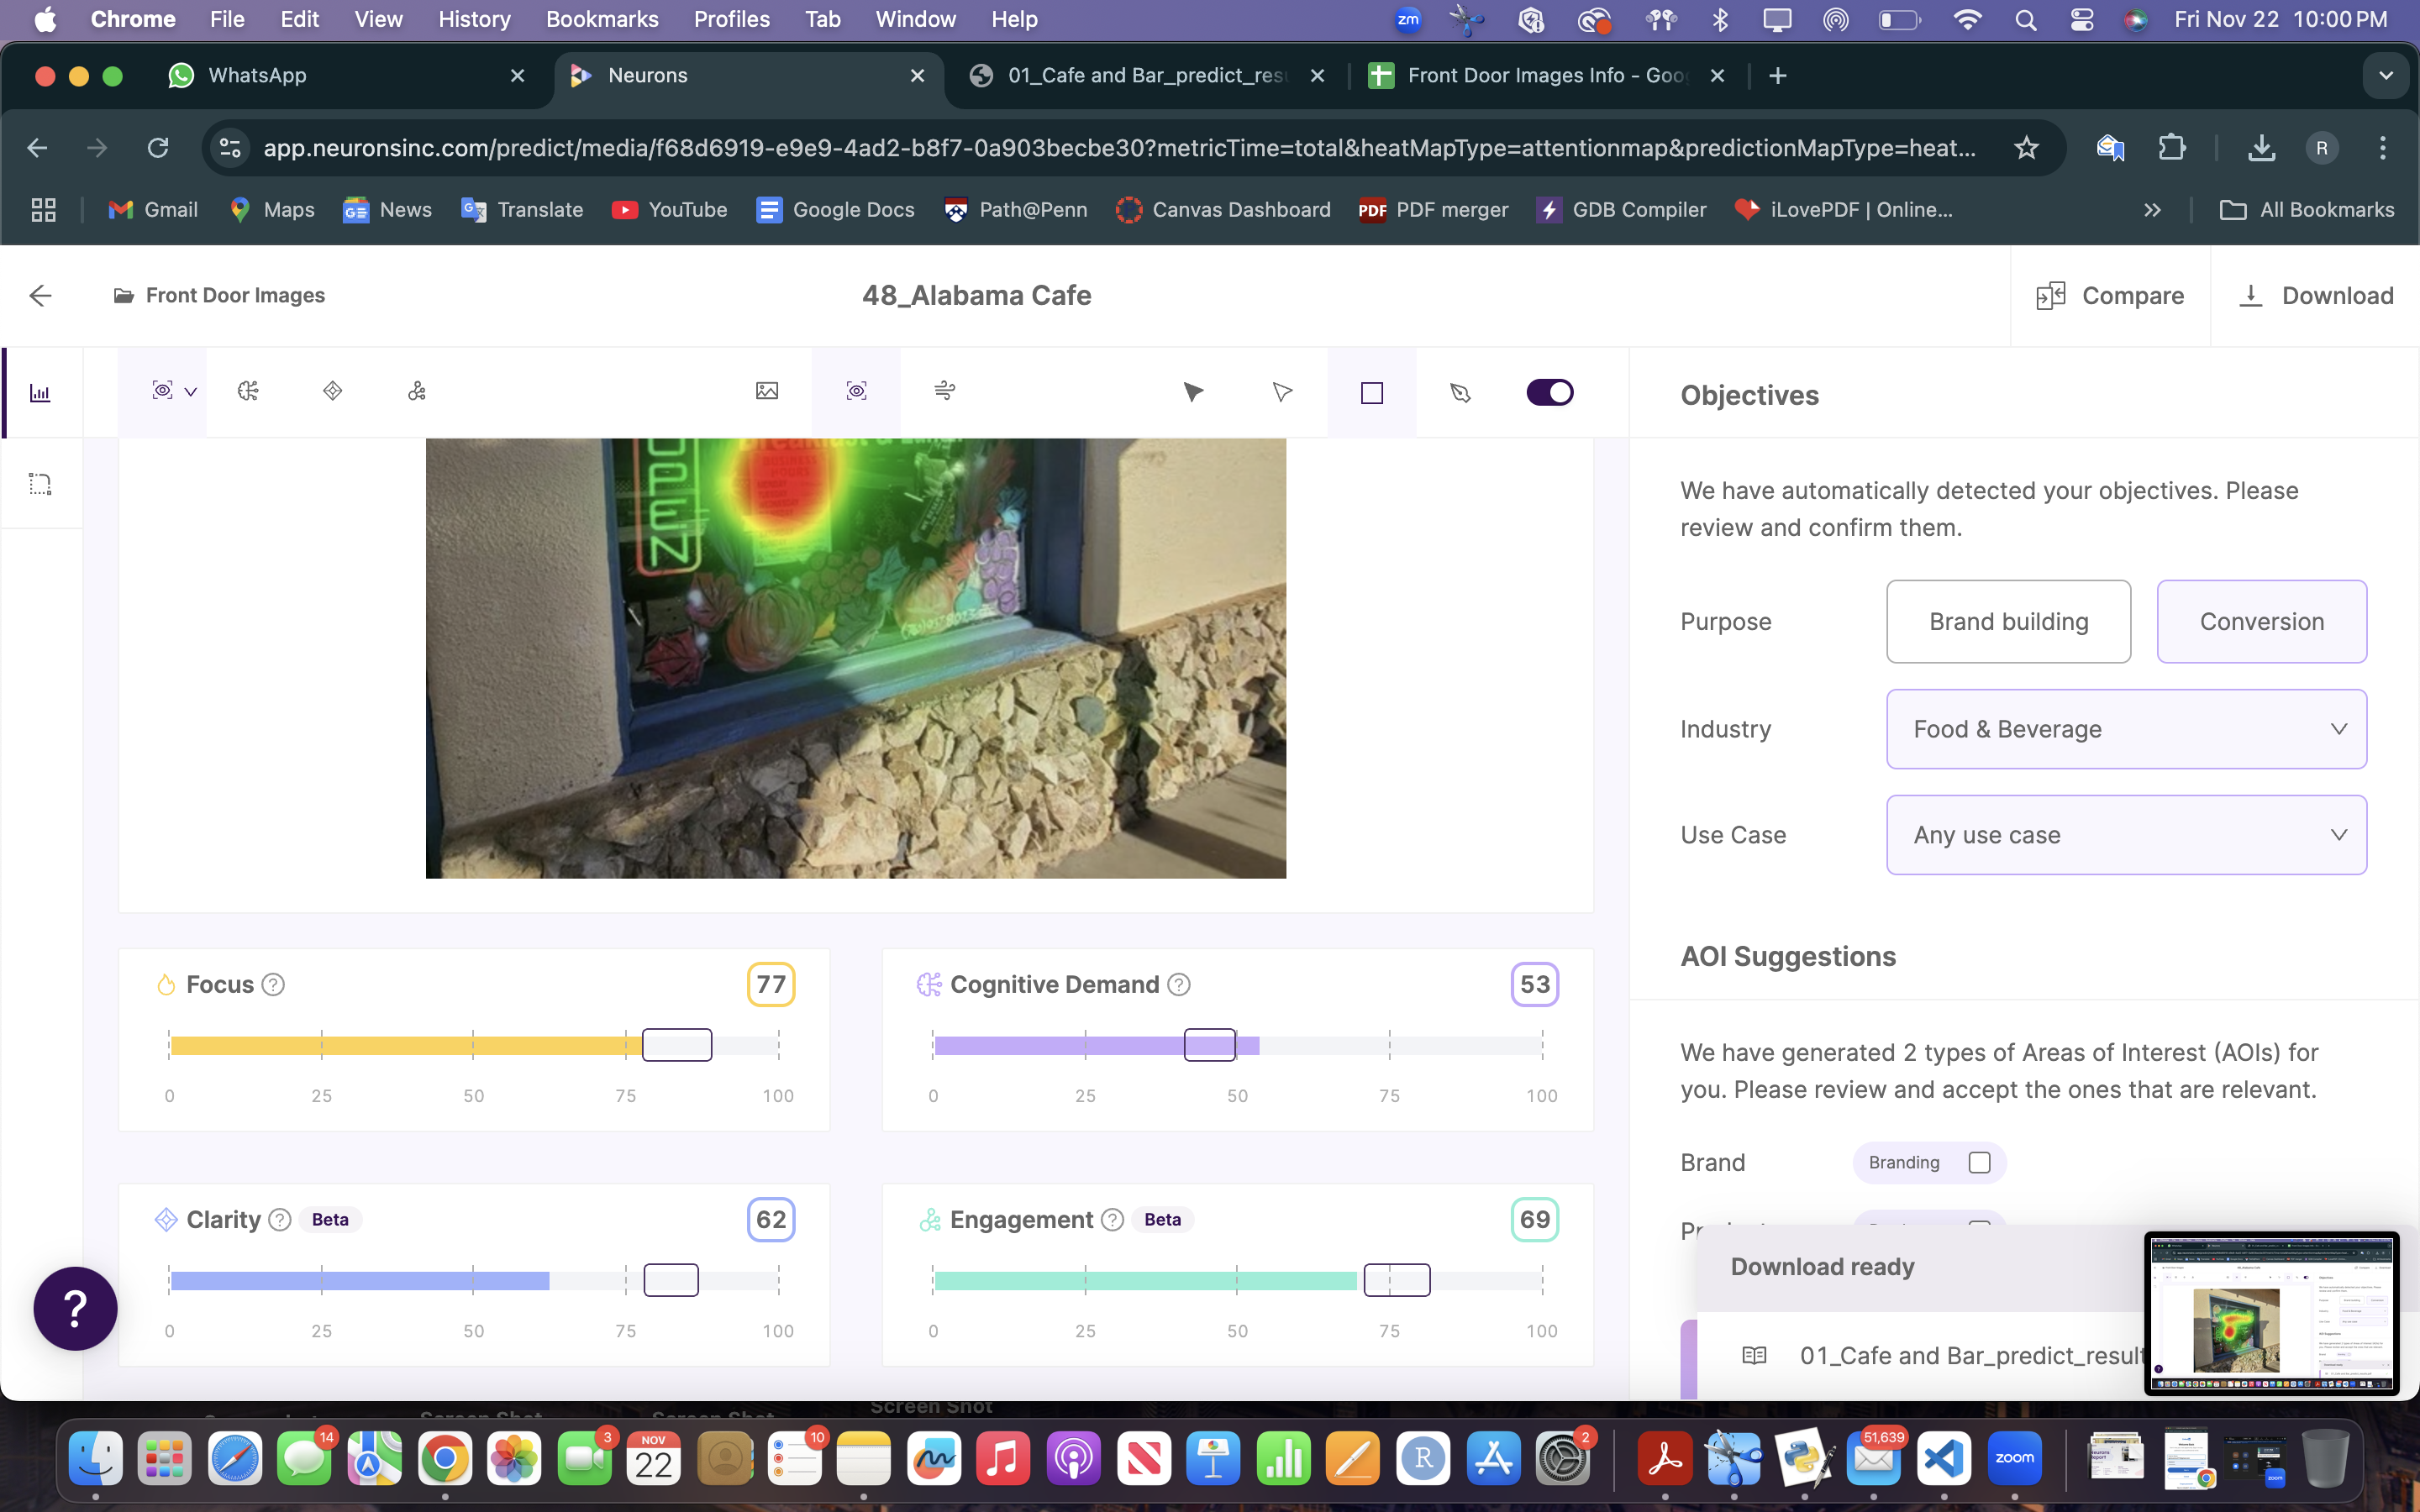 Chrome File Edit View History Bookmarks Profiles Tab Window Help
zm
Fri Nov 22 10:00 PM
WhatsApp
Neurons
01_Cafe and Bar_predict_resu
Front Door Images Info - Goo
app.neuronsinc.com/predict/media/f68d6919-e9e9-4ad2-b8f7-0a903becbe30?metricTime=total&heatMapType=attentionmap&predictionMapType=heat...
R
Gmail Maps News Translate YouTube Google Docs Path@Penn Canvas Dashboard PDF PDF merger GDB Compiler iLovePDF | Online... All Bookmarks
Front Door Images
48_Alabama Cafe
Compare
Download
Objectives
We have automatically detected your objectives. Please
review and confirm them.
Purpose
Brand building
Conversion
Industry
Food & Beverage
Use Case
Any use case
OPEN
AOI Suggestions
We have generated 2 types of Areas of Interest (AOIs) for
you. Please review and accept the ones that are relevant.
Brand
Branding
Focus ? 77
0 25 50 75 100
Cognitive Demand ? 53
0 25 50 75 100
Clarity ? Beta 62
0 25 50 75 100
Engagement ? Beta 69
0 25 50 75 100
?
Download ready
01_Cafe and Bar_predict_result
Screen Shot
Screen Shot
Screen Shot
14
3
NOV
22
10
R
2
51,639
zoom